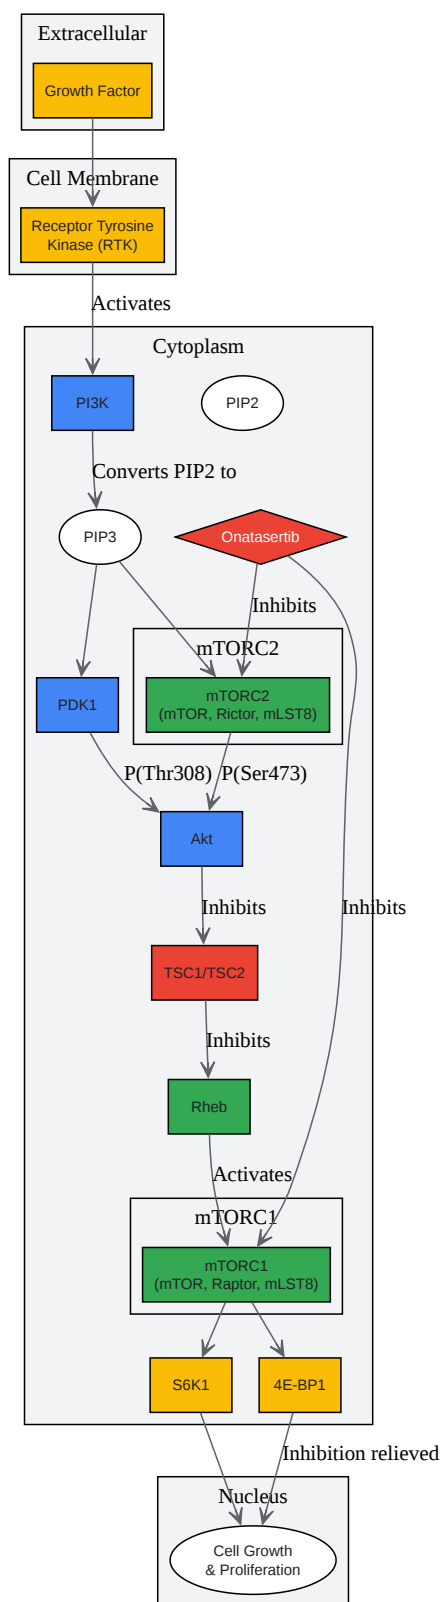 Extracellular
Growth Factor
Cell Membrane
Receptor Tyrosine
Kinase (RTK)
Activates
Cytoplasm
PI3K
PIP2
Converts PIP2 to
PIP3
Onatasertib
Inhibits
mTORC2
PDK1
mTORC2
(mTOR, Rictor, mLST8)
P(Thr308)
P(Ser473)
Akt
Inhibits
Inhibits
TSC1/TSC2
Inhibits
Rheb
Activates
mTORC1
mTORC1
(mTOR, Raptor, mLST8)
S6K1
4E-BP1
Inhibition relieved
Nucleus
Cell Growth
& Proliferation